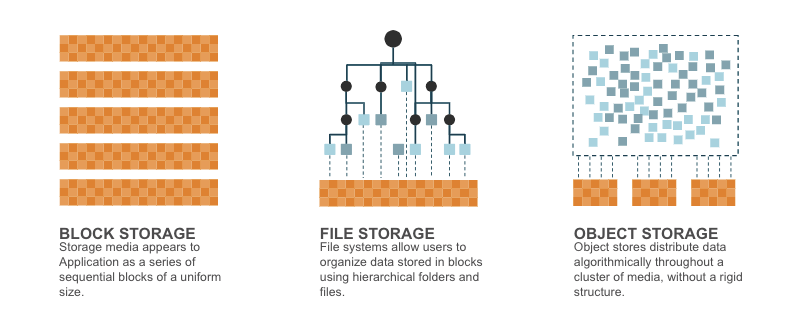 BLOCK STORAGE
Storage media appears to
Application as a series of
sequential blocks of a uniform
size.
FILE STORAGE
File systems allow users to
organize data stored in blocks
using hierarchical folders and
files.
OBJECT STORAGE
Object stores distribute data
algorithmically throughout a
cluster of media, without a rigid
structure.